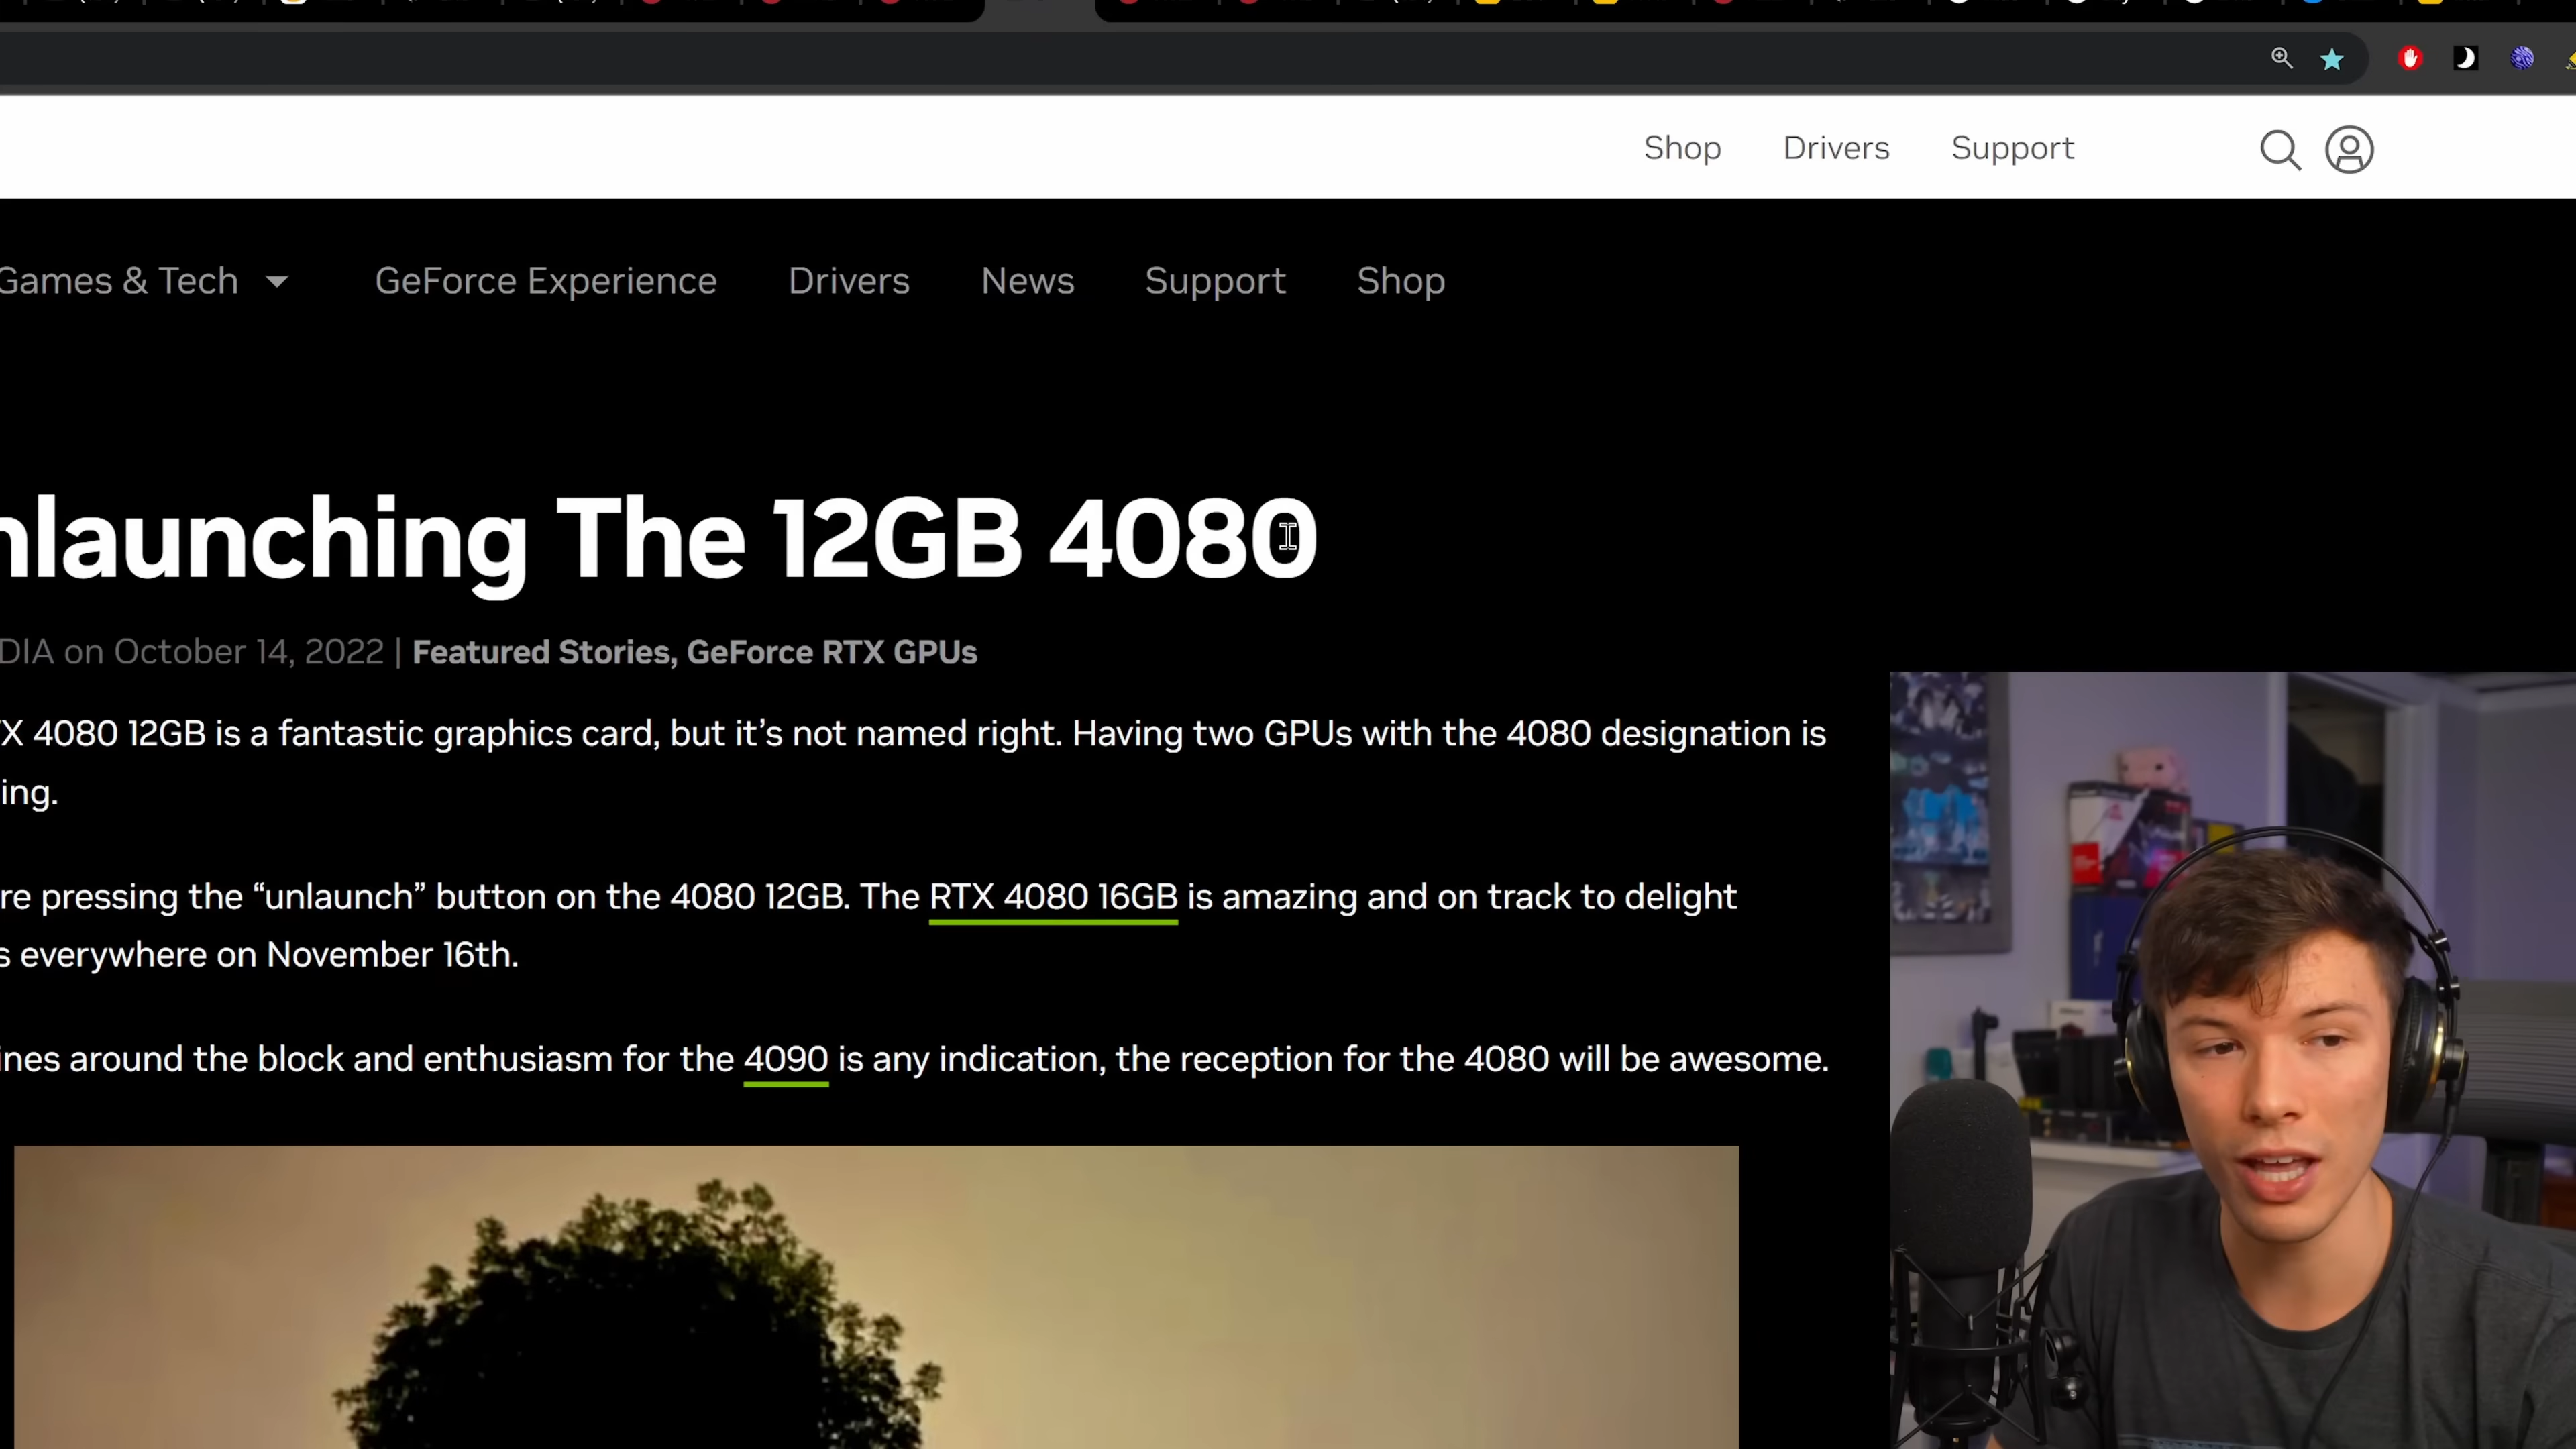 Shop Drivers Support
Games & Tech GeForce Experience Drivers News Support Shop
nlaunching The 12GB 4080
DIA on October 14, 2022 | Featured Stories, GeForce RTX GPUs
X 4080 12GB is a fantastic graphics card, but it's not named right. Having two GPUs with the 4080 designation is
ing.
re pressing the “unlaunch” button on the 4080 12GB. The RTX 4080 16GB is amazing and on track to delight
s everywhere on November 16th.
ines around the block and enthusiasm for the 4090 is any indication, the reception for the 4080 will be awesome.